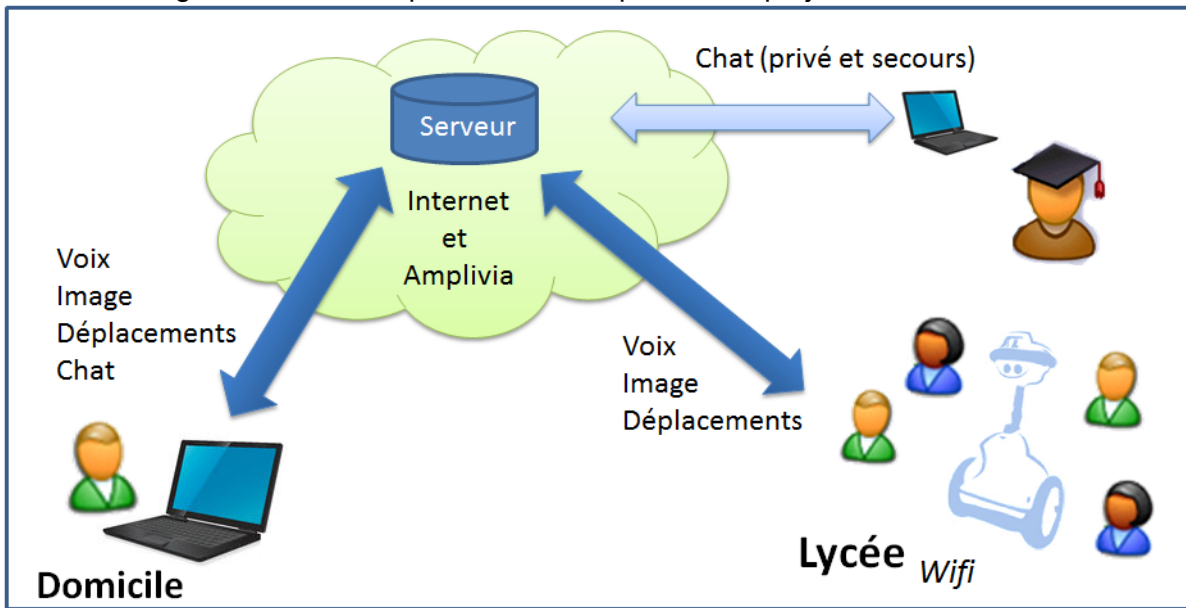 Chat (privé et secours)
Serveur
Internet
et
Amplivia
Voix
Image
Déplacements
Chat
Voix
Image
Déplacements
Domicile
Lycée Wifi